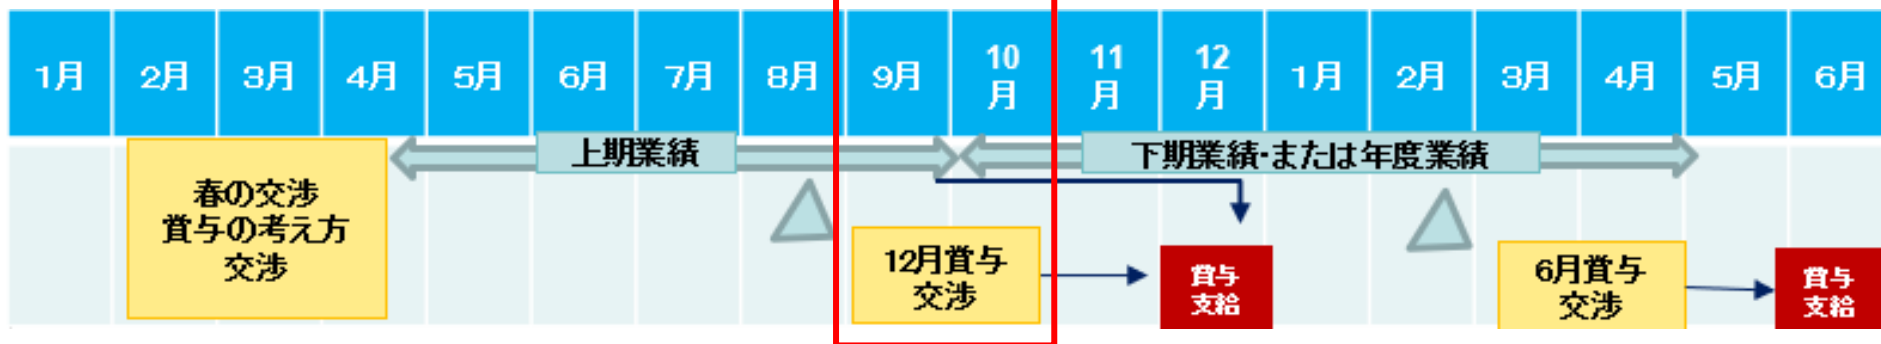 1月
2月
3月
4月
5月
6月
7月
8月
9月
10
月
11
月
12
月
1月
2月
3月
4月
5月
6月
上期業績
下期業績・または年度業績
春の交渉
賞与の考え方
交渉
12月賞与
交渉
賞与
支給
6月賞与
交渉
賞与
支給